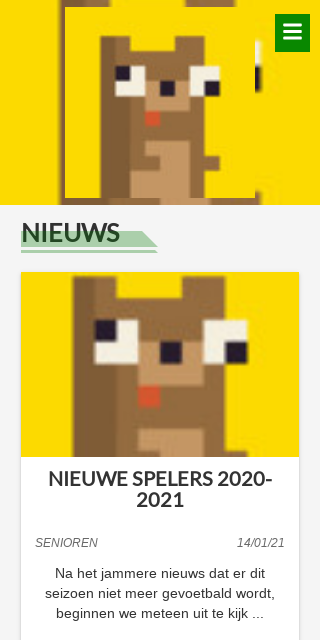 NIEUWS
NIEUWE SPELERS 2020-
2021
SENIOREN 14/01/21
Na het jammere nieuws dat er dit
seizoen niet meer gevoetbald wordt,
beginnen we meteen uit te kijk ...